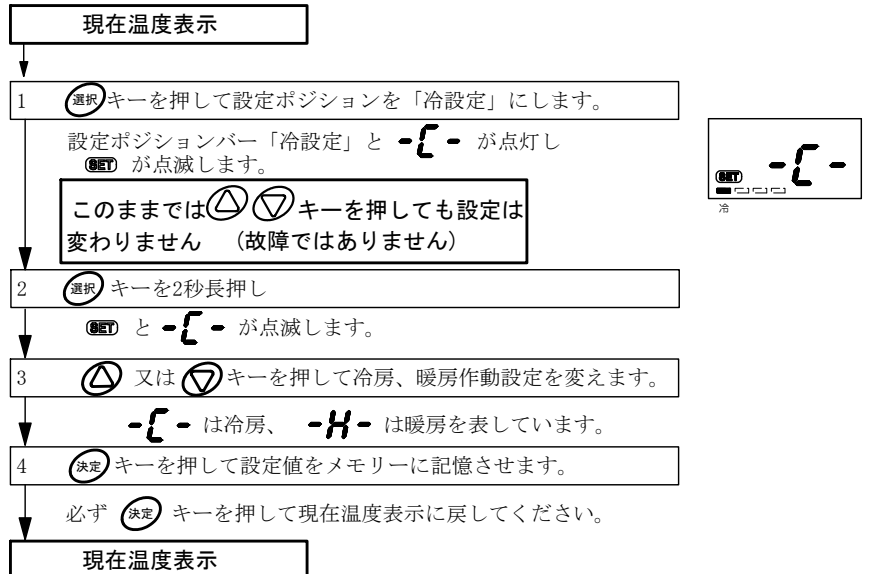 現在温度表示
1 選択キーを押して設定ポジションを「冷設定」にします。
設定ポジションバー「冷設定」と -C- が点灯し
SET が点滅します。
SET -C-
冷
このままでは△▽キーを押しても設定は
変わりません (故障ではありません)
2 選択キーを2秒長押し
SET と -C- が点滅します。
3 △ 又は ▽キーを押して冷房、暖房作動設定を変えます。
-C- は冷房、 -H- は暖房を表しています。
4 決定キーを押して設定値をメモリーに記憶させます。
必ず 決定 キーを押して現在温度表示に戻してください。
現在温度表示